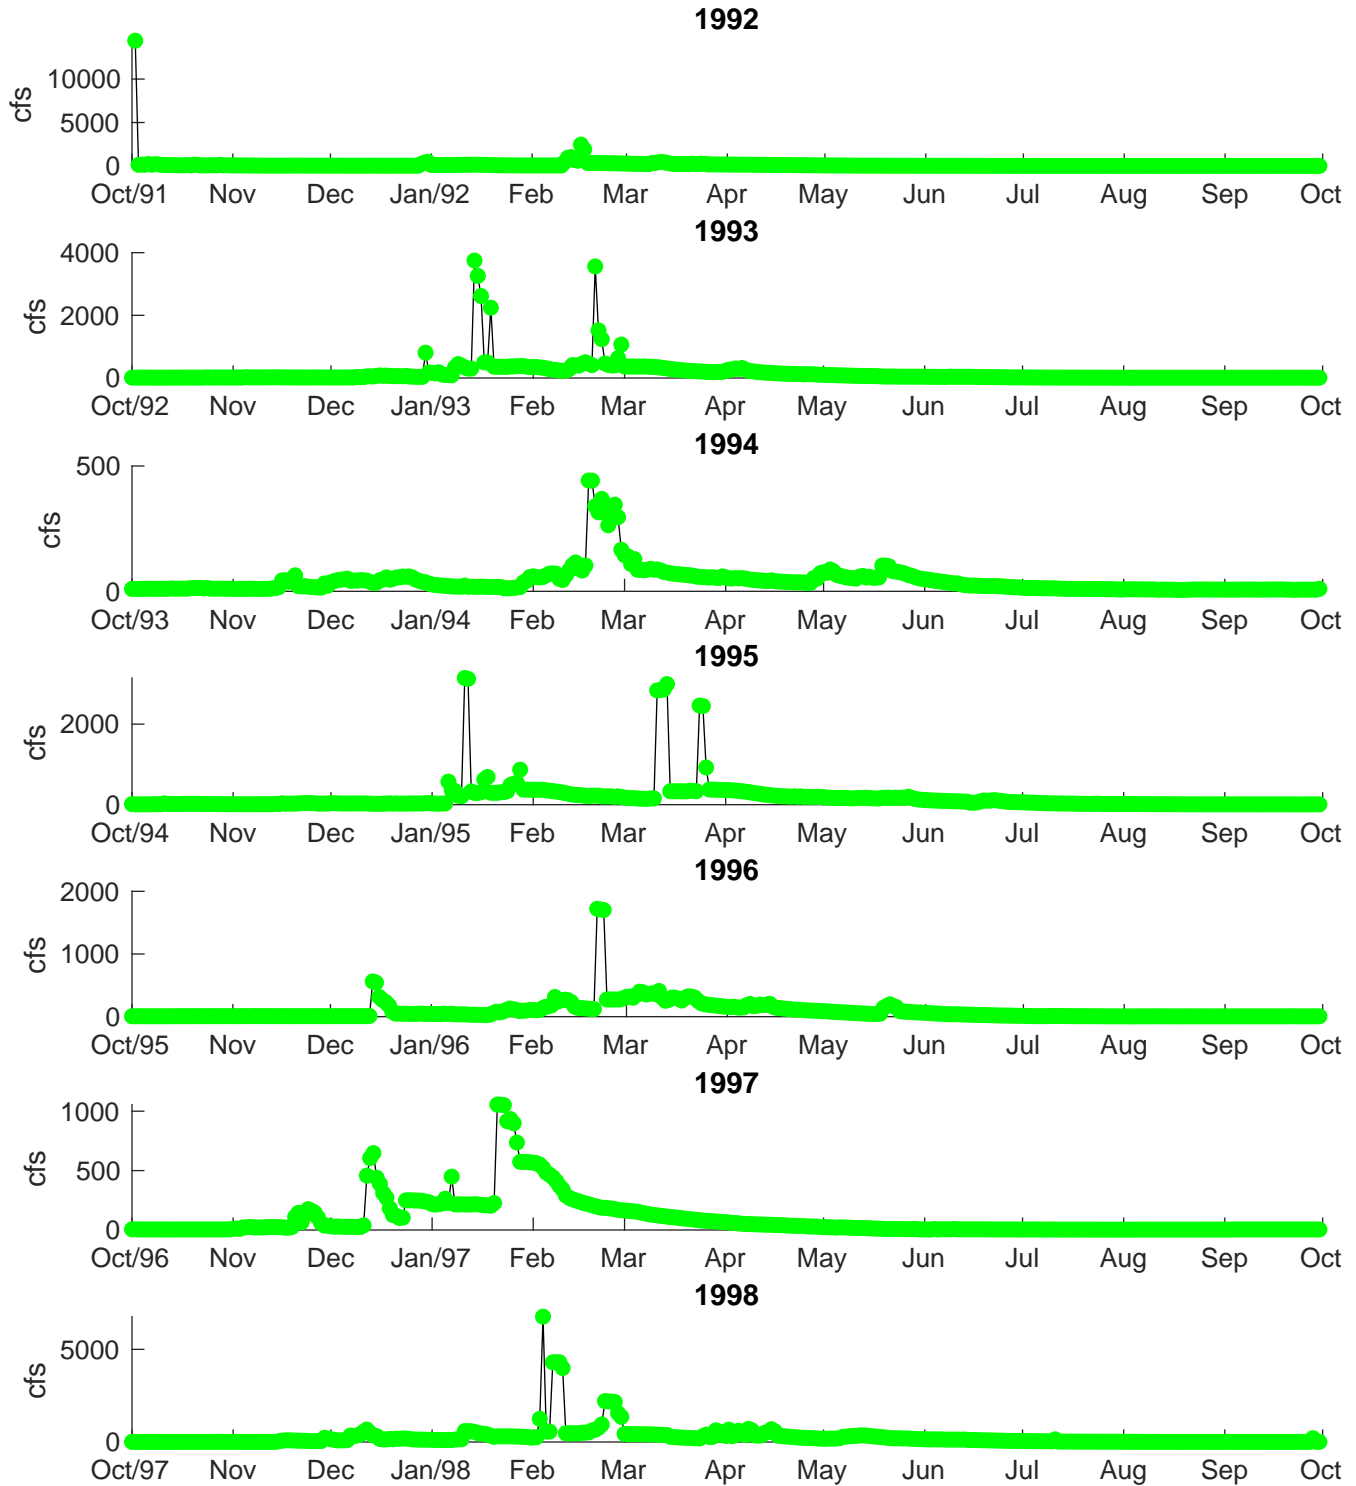 1992
cfs
10000
5000
0
Oct/91 Nov Dec Jan/92 Feb Mar Apr May Jun Jul Aug Sep Oct
1993
cfs
4000
2000
0
Oct/92 Nov Dec Jan/93 Feb Mar Apr May Jun Jul Aug Sep Oct
1994
cfs
500
0
Oct/93 Nov Dec Jan/94 Feb Mar Apr May Jun Jul Aug Sep Oct
1995
cfs
2000
0
Oct/94 Nov Dec Jan/95 Feb Mar Apr May Jun Jul Aug Sep Oct
1996
cfs
2000
1000
0
Oct/95 Nov Dec Jan/96 Feb Mar Apr May Jun Jul Aug Sep Oct
1997
cfs
1000
500
0
Oct/96 Nov Dec Jan/97 Feb Mar Apr May Jun Jul Aug Sep Oct
1998
cfs
5000
0
Oct/97 Nov Dec Jan/98 Feb Mar Apr May Jun Jul Aug Sep Oct